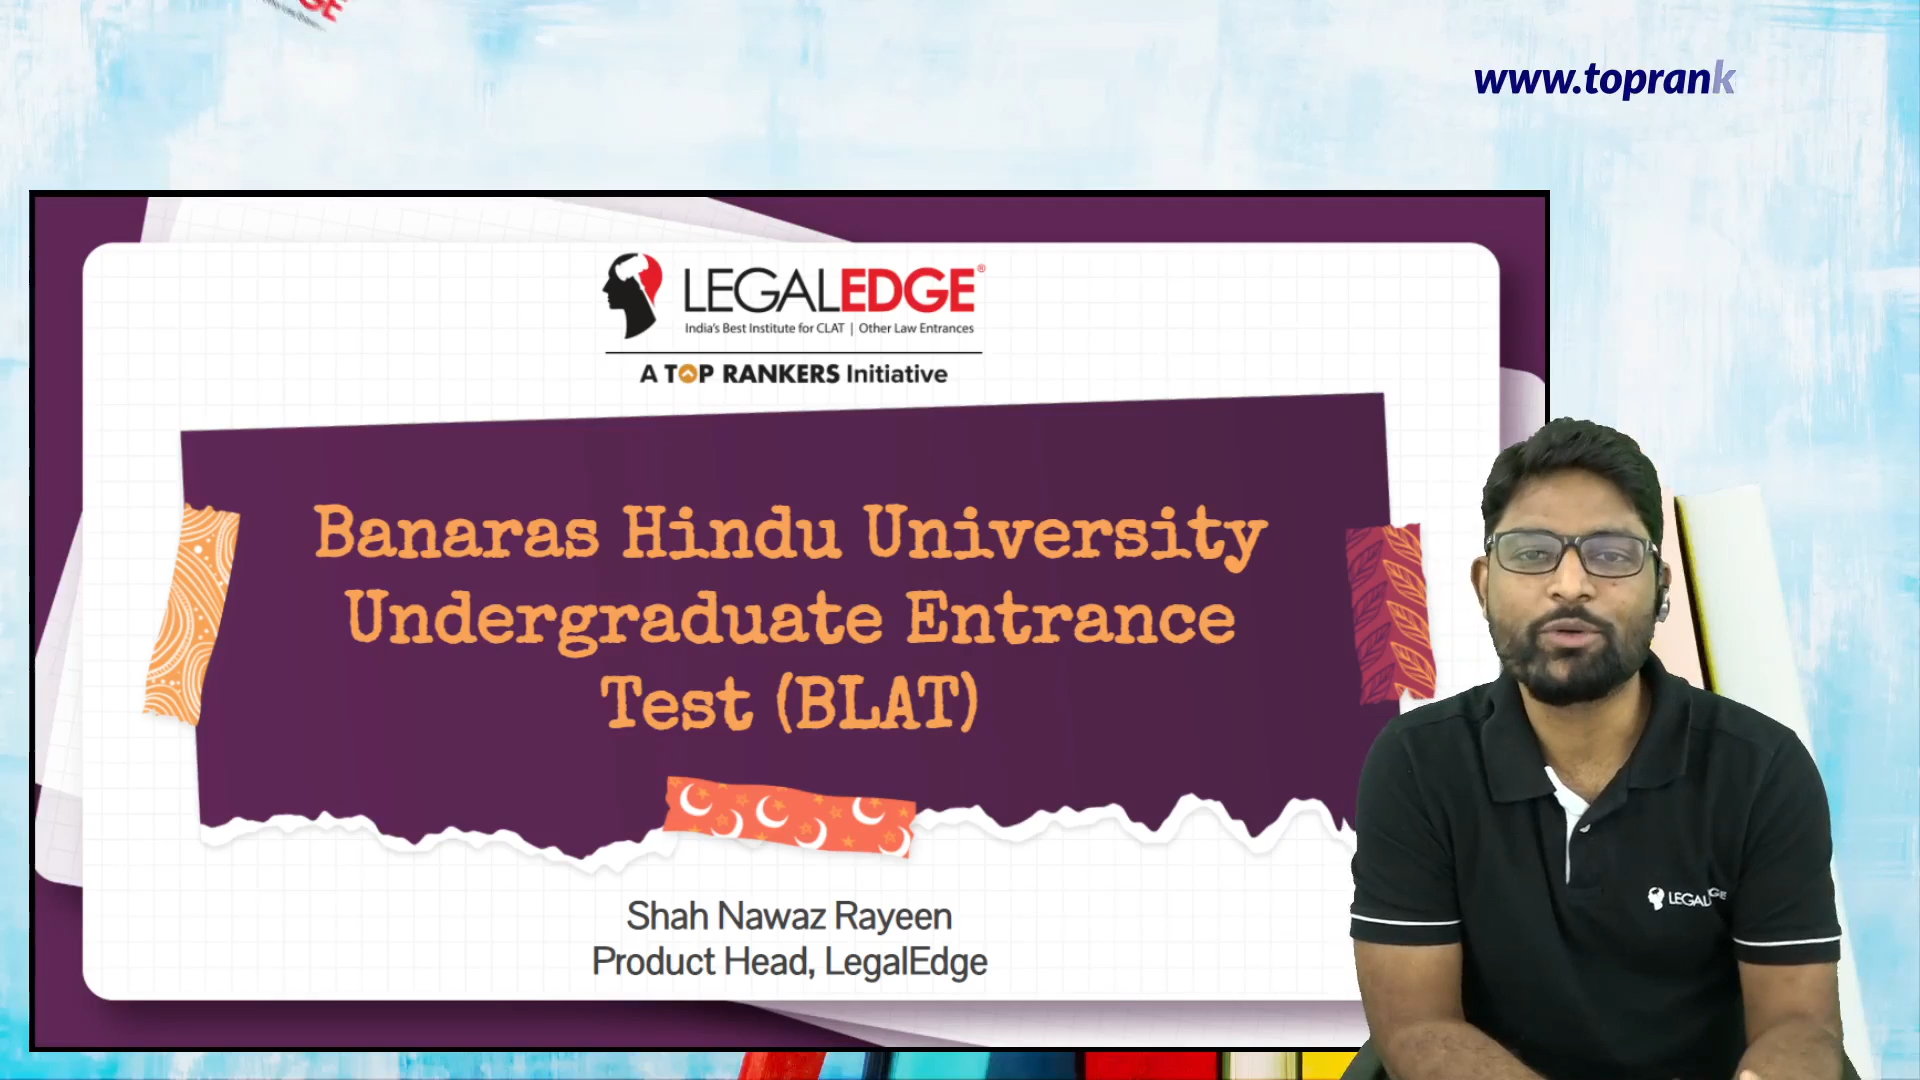 www.toprank
LEGALEDGE®
India's Best Institute for CLAT | Other Law Entrances
A TOP RANKERS Initiative
Banaras Hindu University
Undergraduate Entrance
Test (BLAT)
Shah Nawaz Rayeen
Product Head, LegalEdge